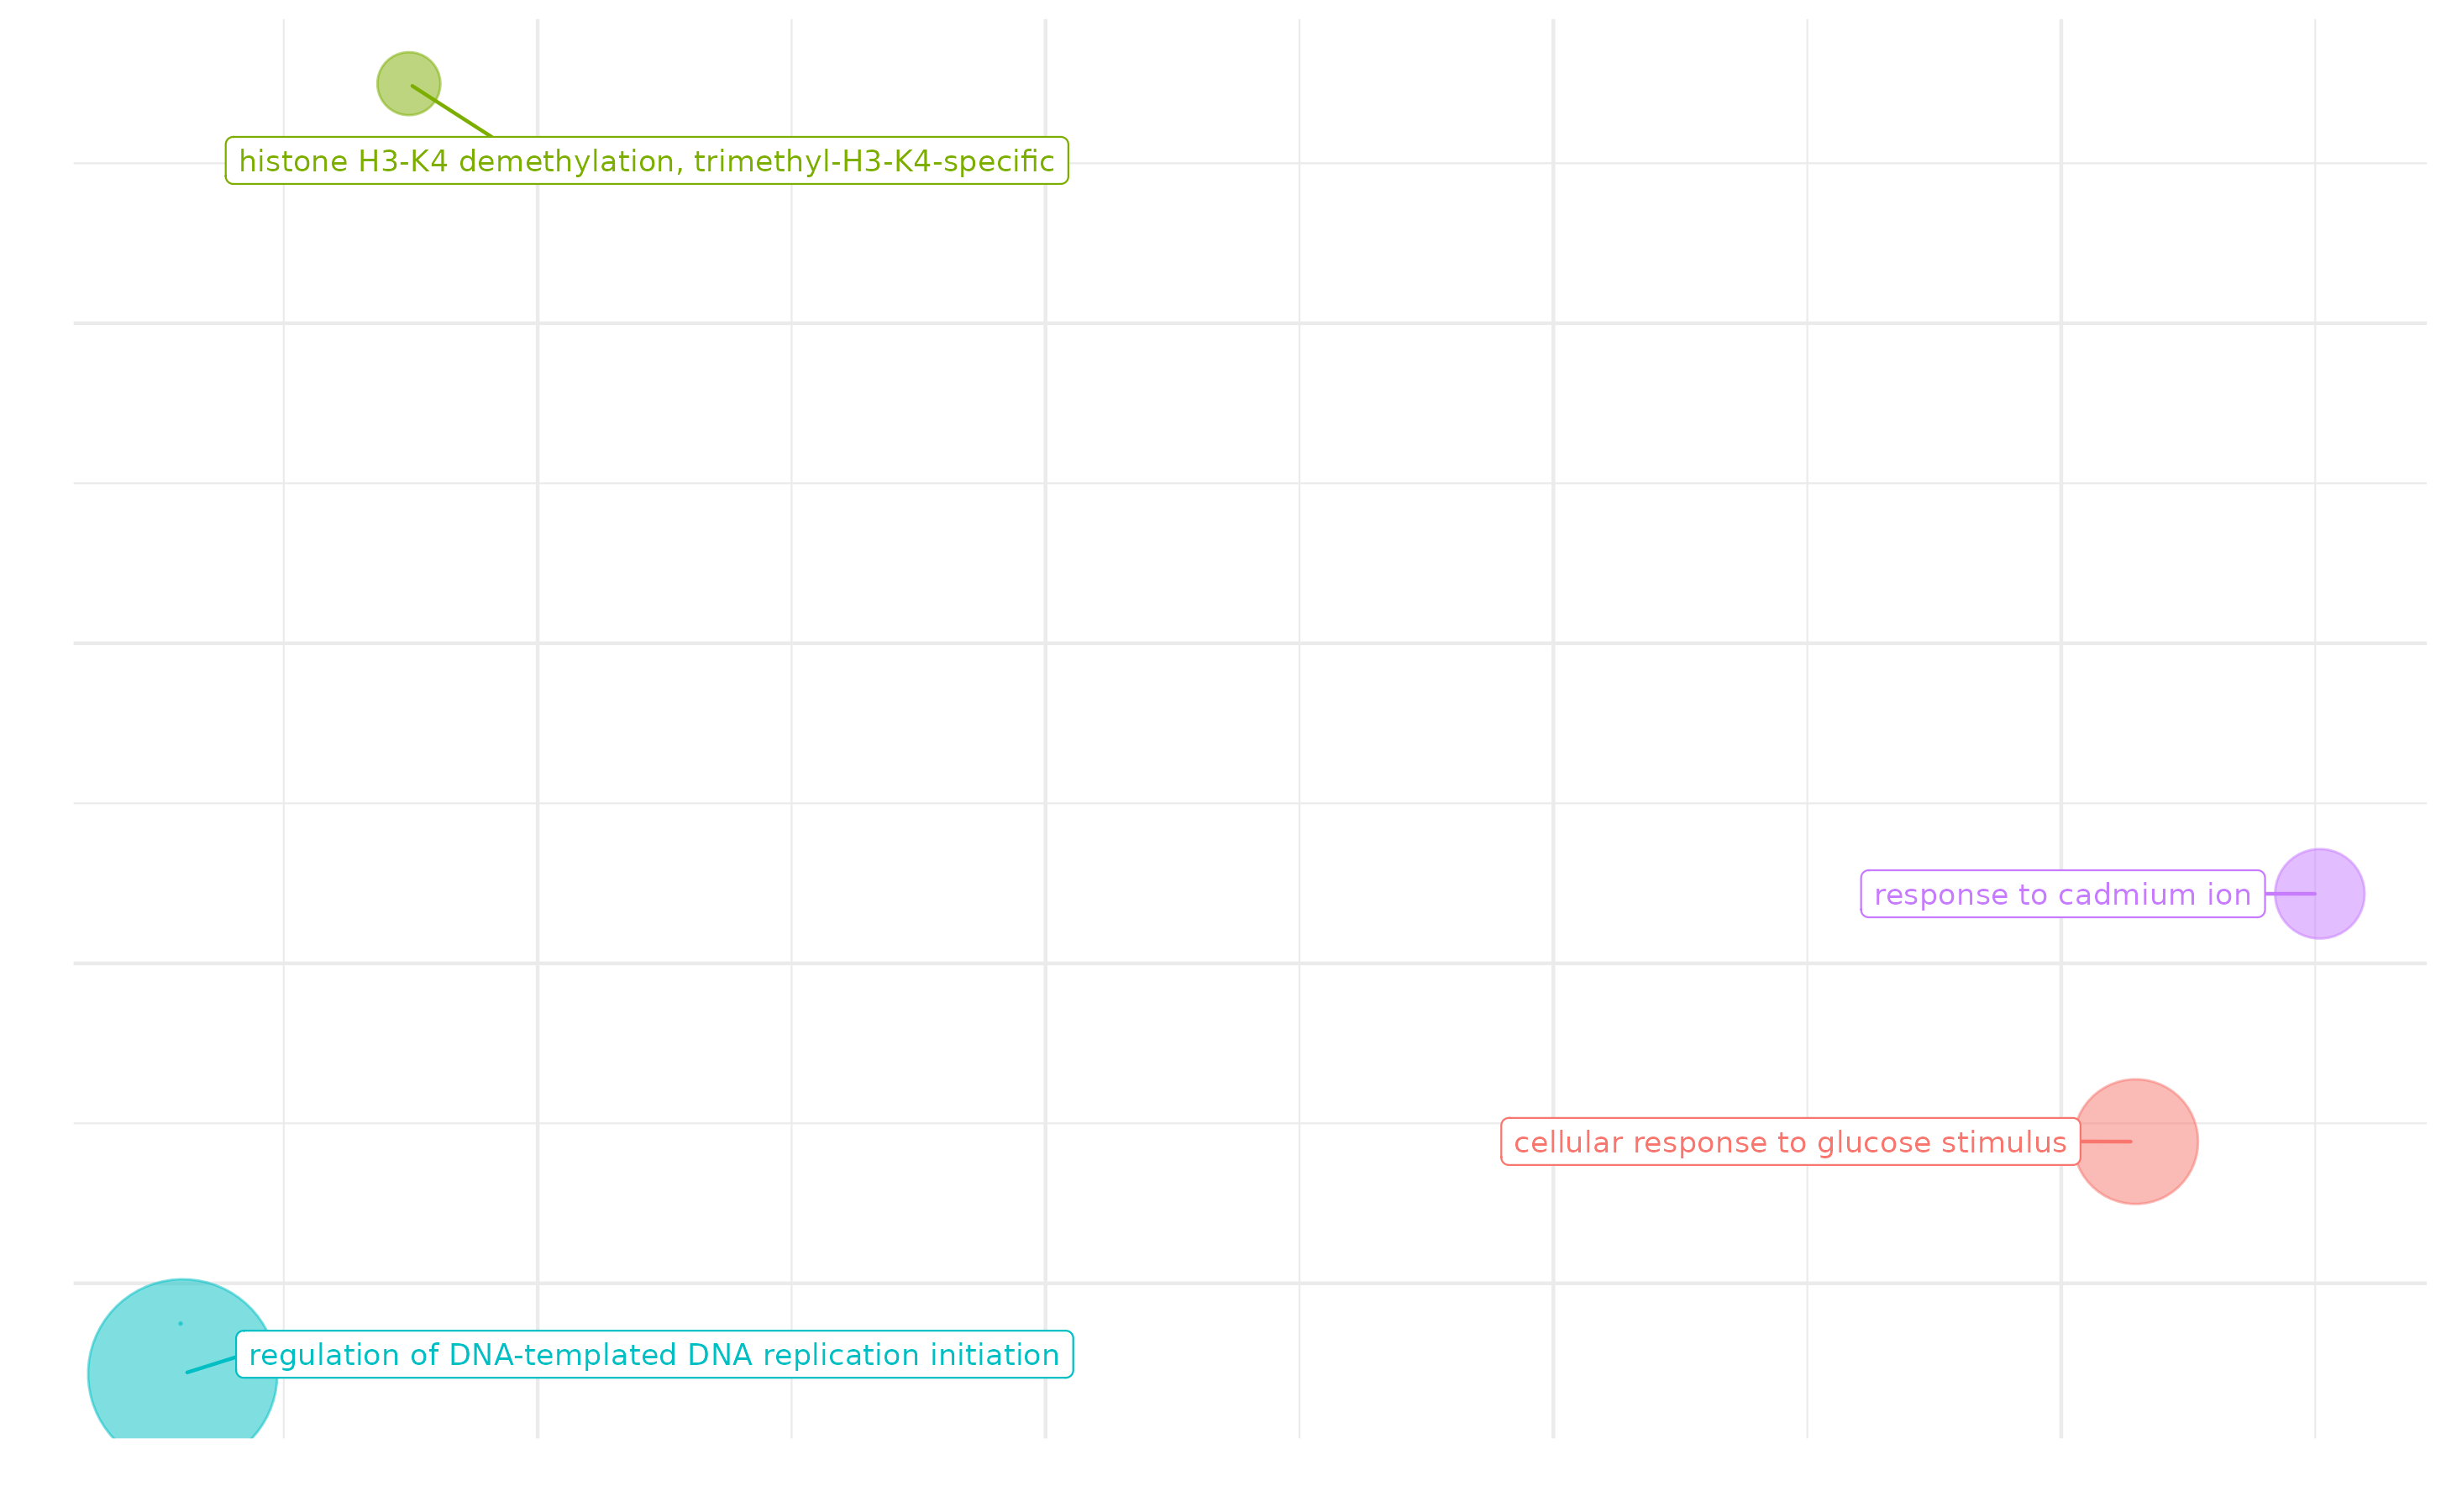 histone H3-K4 demethylation, trimethyl-H3-K4-specific
response to cadmium ion
cellular response to glucose stimulus
regulation of DNA-templated DNA replication initiation